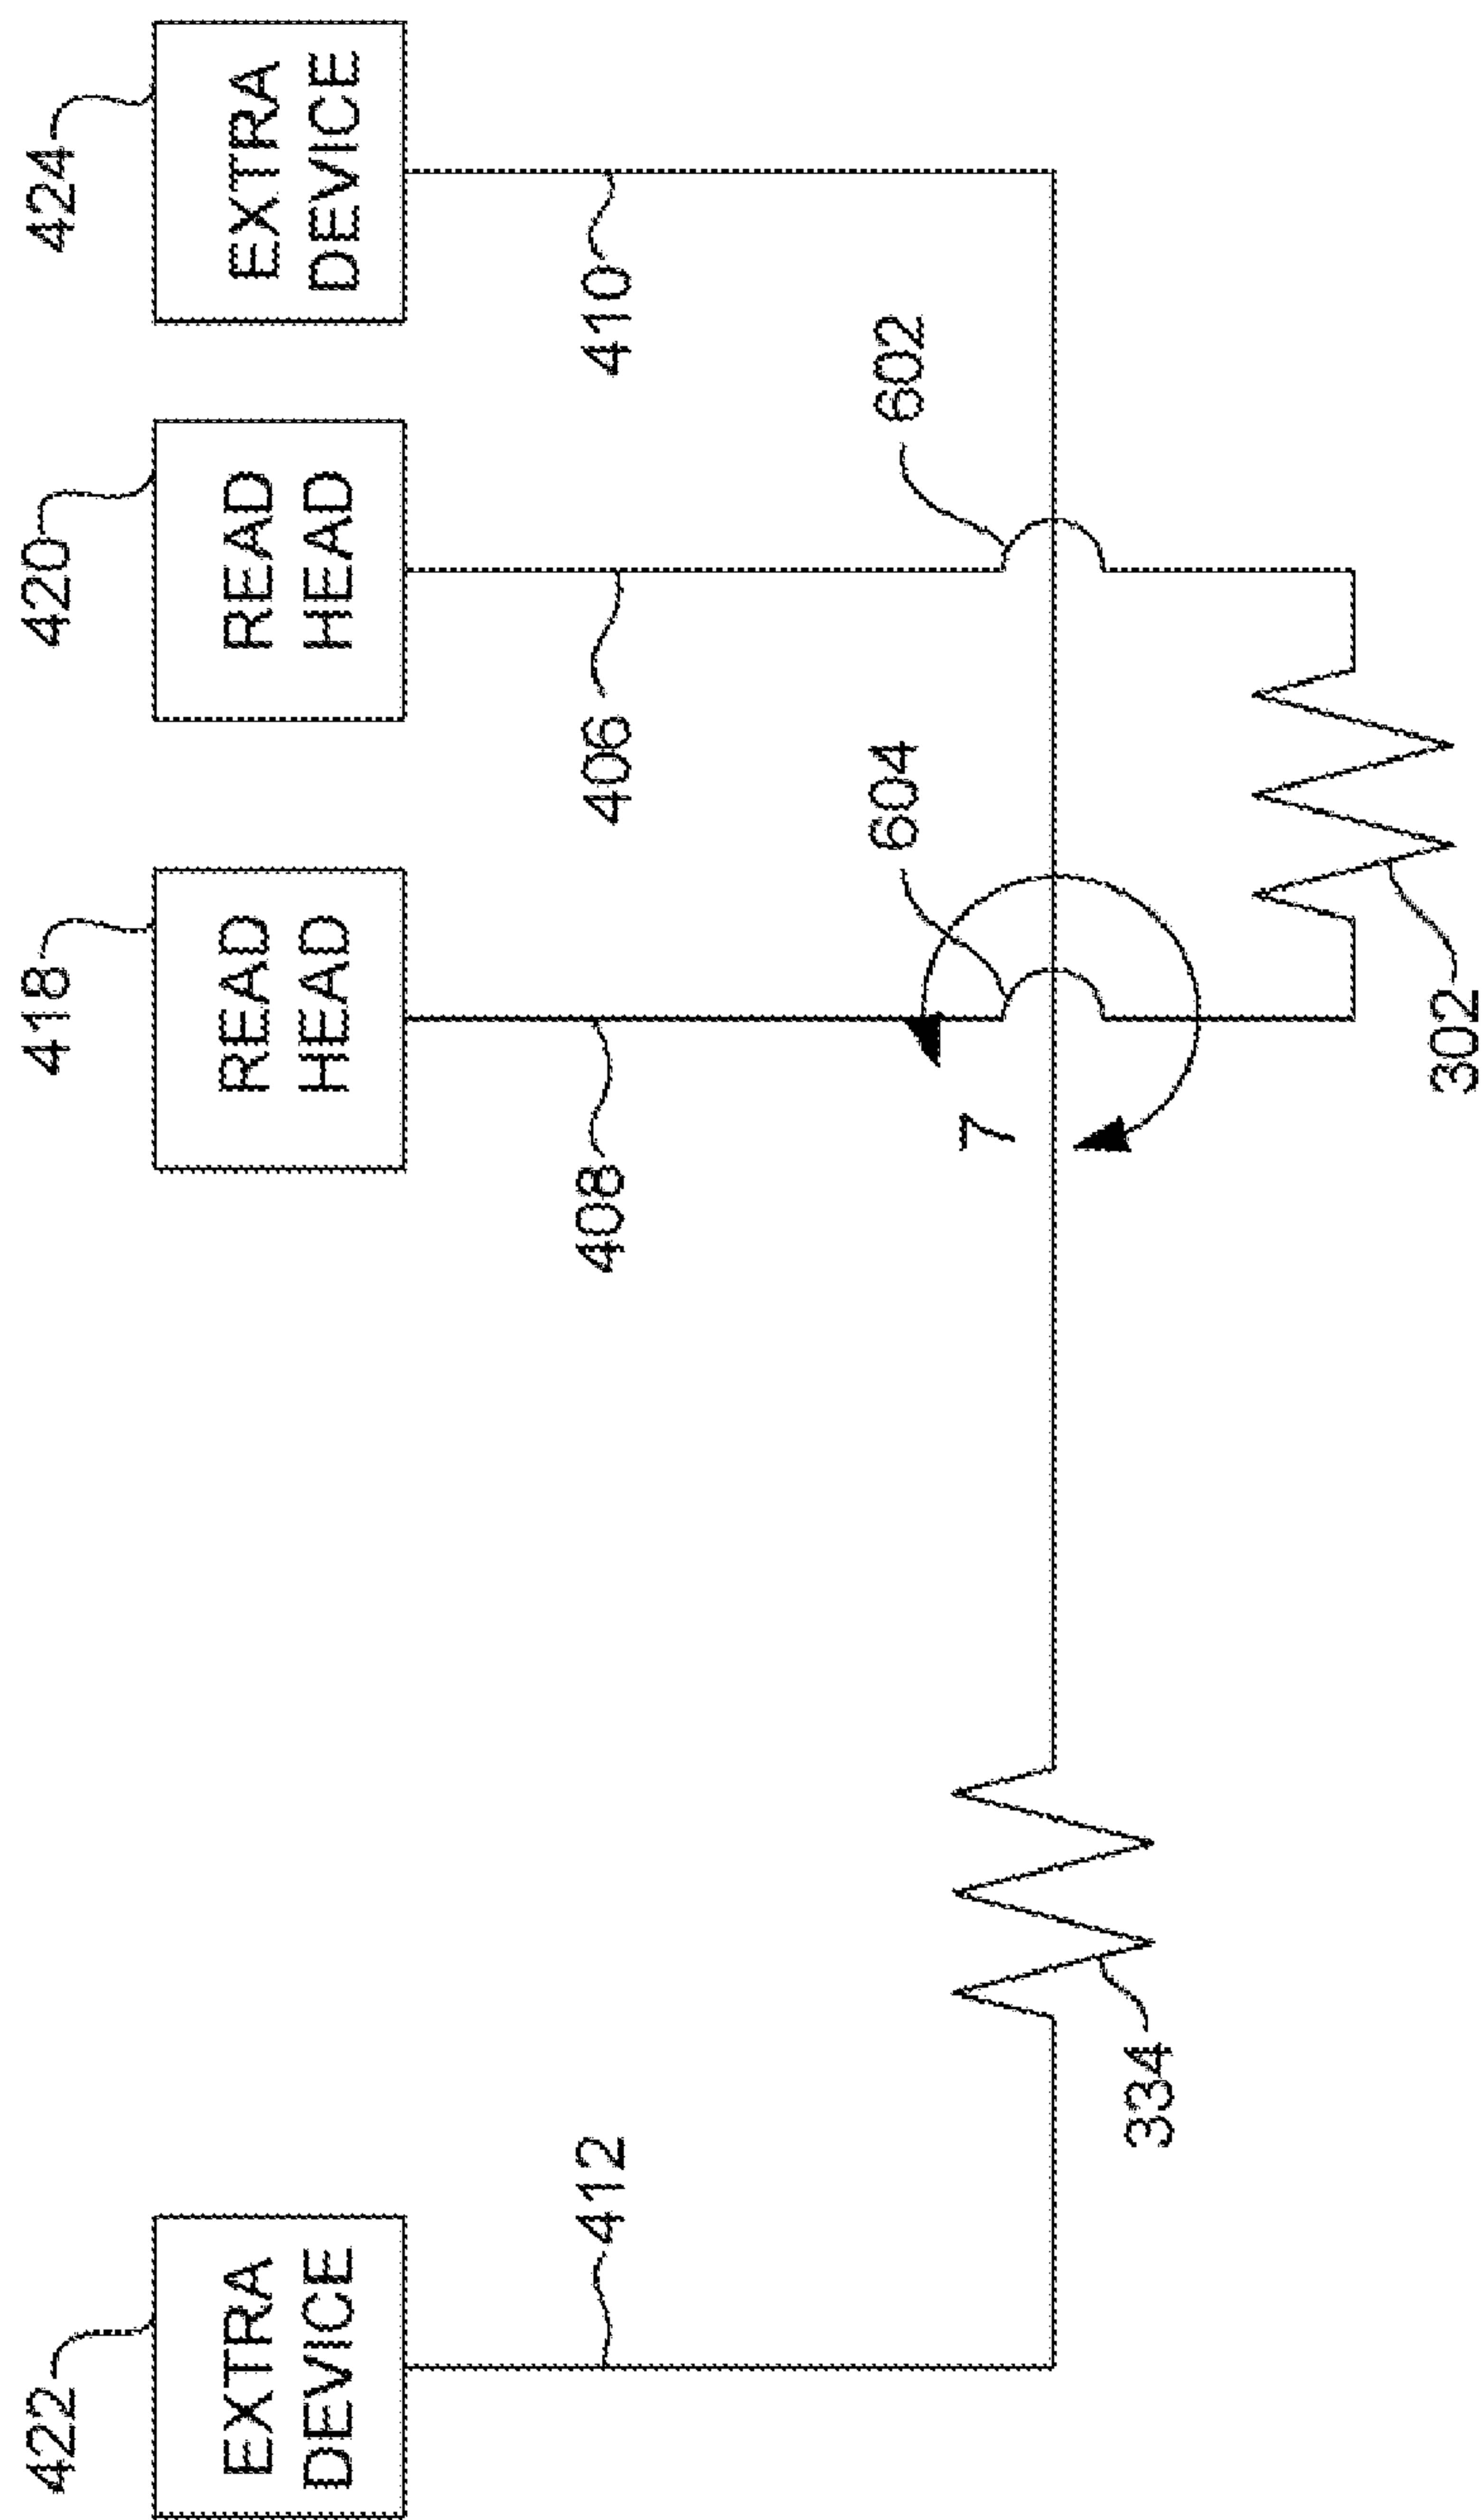 422
418
420
424
EXTRA
DEVICE
READ
HEAD
READ
HEAD
EXTRA
DEVICE
412
408
406
410
604
602
7
334
302